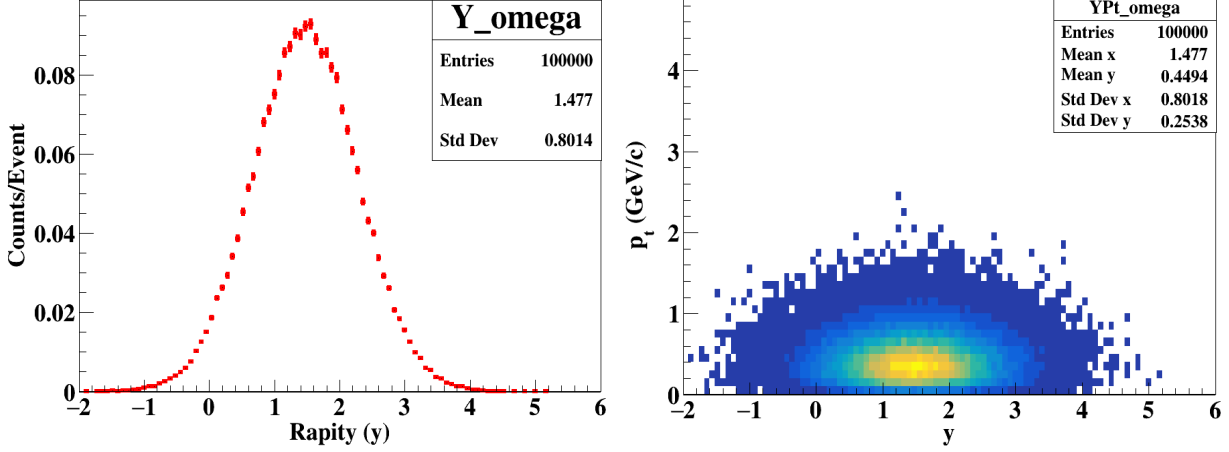 Y_omega
Entries 100000
Mean 1.477
Std Dev 0.8014
Counts/Event
0.08
0.06
0.04
0.02
0
−2 −1 0 1 2 3 4 5 6
Rapity (y)
YPt_omega
Entries 100000
Mean x 1.477
Mean y 0.4494
Std Dev x 0.8018
Std Dev y 0.2538
p_t (GeV/c)
4
3
2
1
0
−2 −1 0 1 2 3 4 5 6
y